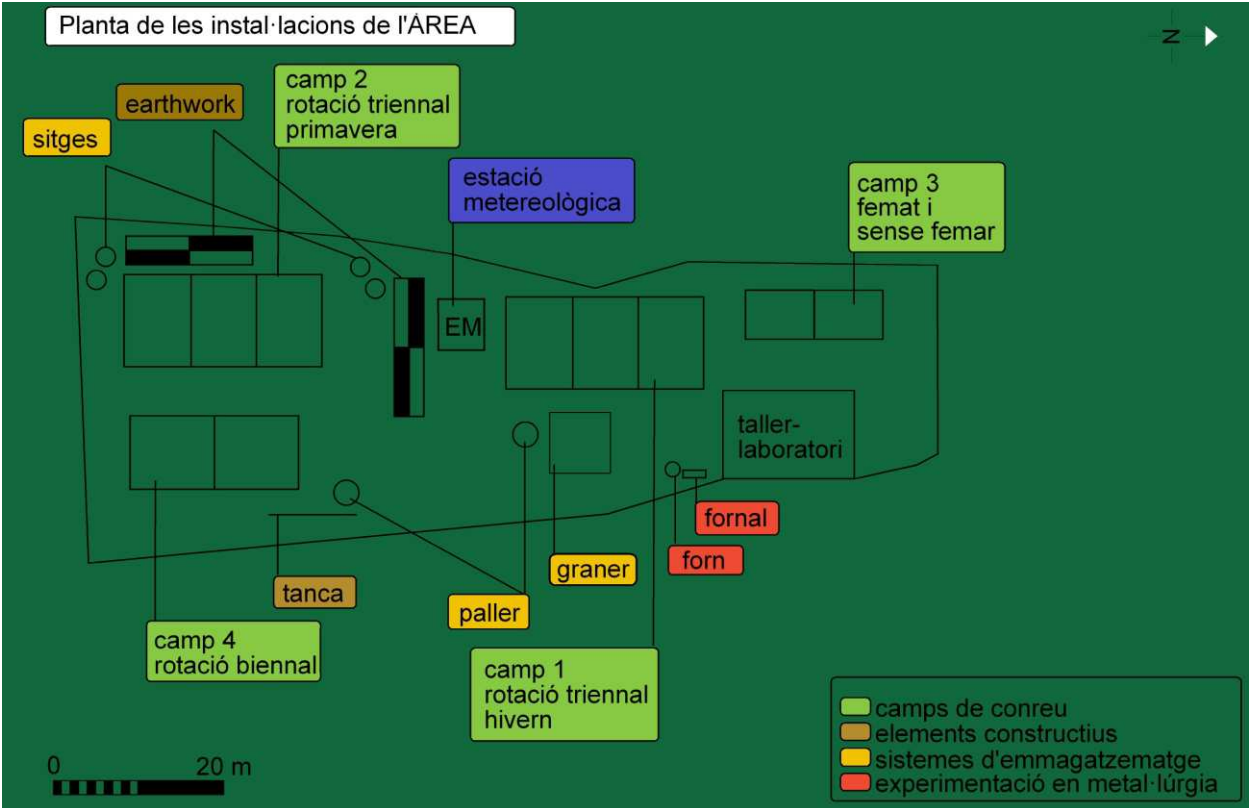 Planta de les instal·lacions de l'ÀREA
N
earthwork
sitges
camp 2
rotació triennal
primavera
estació
metereològica
camp 3
femat i
sense femar
EM
taller-
laboratori
fornal
forn
graner
tanca
paller
camp 4
rotació biennal
camp 1
rotació triennal
hivern
camps de conreu
elements constructius
sistemes d'emmagatzematge
experimentació en metal·lúrgia
0 20 m